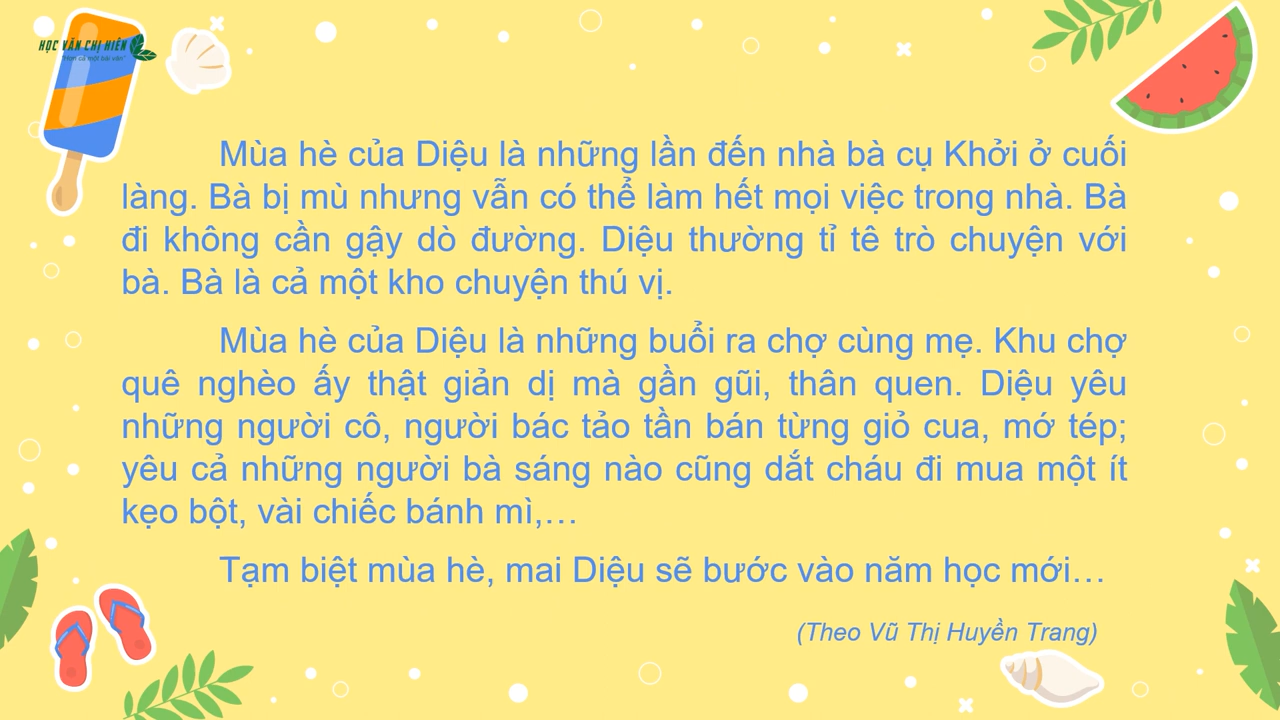 HỌC VĂN CHỊ HIÊN
Mùa hè của Diệu là những lần đến nhà bà cụ Khởi ở cuối
làng. Bà bị mù nhưng vẫn có thể làm hết mọi việc trong nhà. Bà
đi không cần gậy dò đường. Diệu thường tỉ tê trò chuyện với
bà. Bà là cả một kho chuyện thú vị.
Mùa hè của Diệu là những buổi ra chợ cùng mẹ. Khu chợ
quê nghèo ấy thật giản dị mà gần gũi, thân quen. Diệu yêu
những người cô, người bác tảo tần bán từng giỏ cua, mớ tép;
yêu cả những người bà sáng nào cũng dắt cháu đi mua một ít
kẹo bột, vài chiếc bánh mì,…
Tạm biệt mùa hè, mai Diệu sẽ bước vào năm học mới…
(Theo Vũ Thị Huyền Trang)